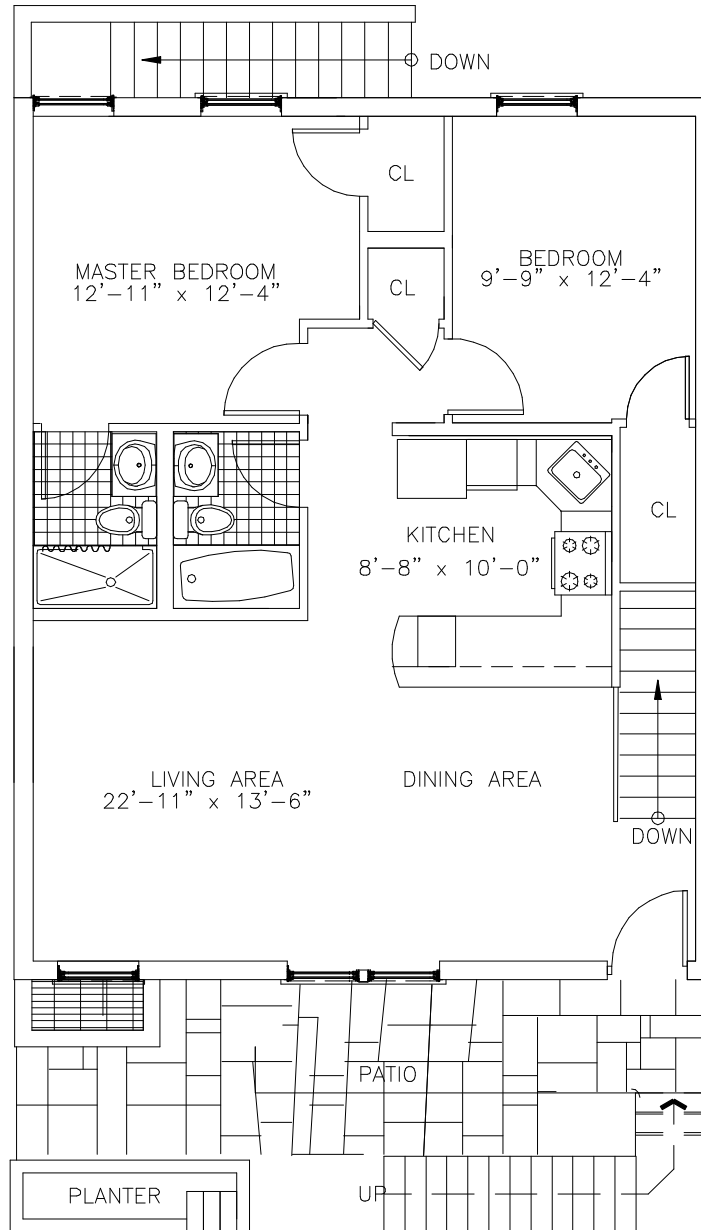 DOWN
CL
MASTER BEDROOM
12'-11" x 12'-4"
CL
BEDROOM
9'-9" x 12'-4"
KITCHEN
8'-8" x 10'-0"
CL
LIVING AREA
22'-11" x 13'-6"
DINING AREA
DOWN
PATIO
PLANTER
UP